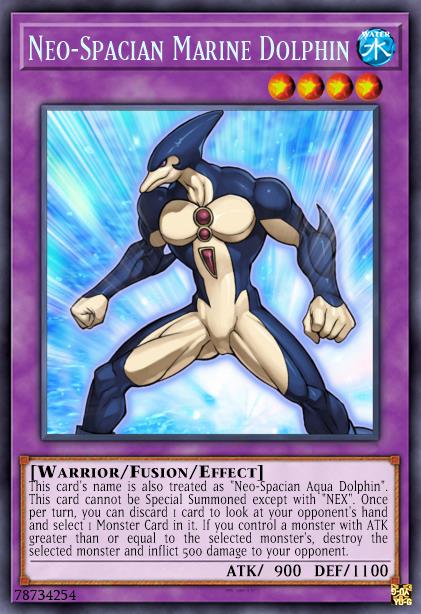 NEO-SPACIAN MARINE DOLPHIN
WATER
水
[WARRIOR/FUSION/EFFECT]
This card's name is also treated as "Neo-Spacian Aqua Dolphin".
This card cannot be Special Summoned except with "NEX". Once
per turn, you can discard 1 card to look at your opponent's hand
and select 1 Monster Card in it. If you control a monster with ATK
greater than or equal to the selected monster's, destroy the
selected monster and inflict 500 damage to your opponent.
ATK/ 900 DEF/1100
78734254